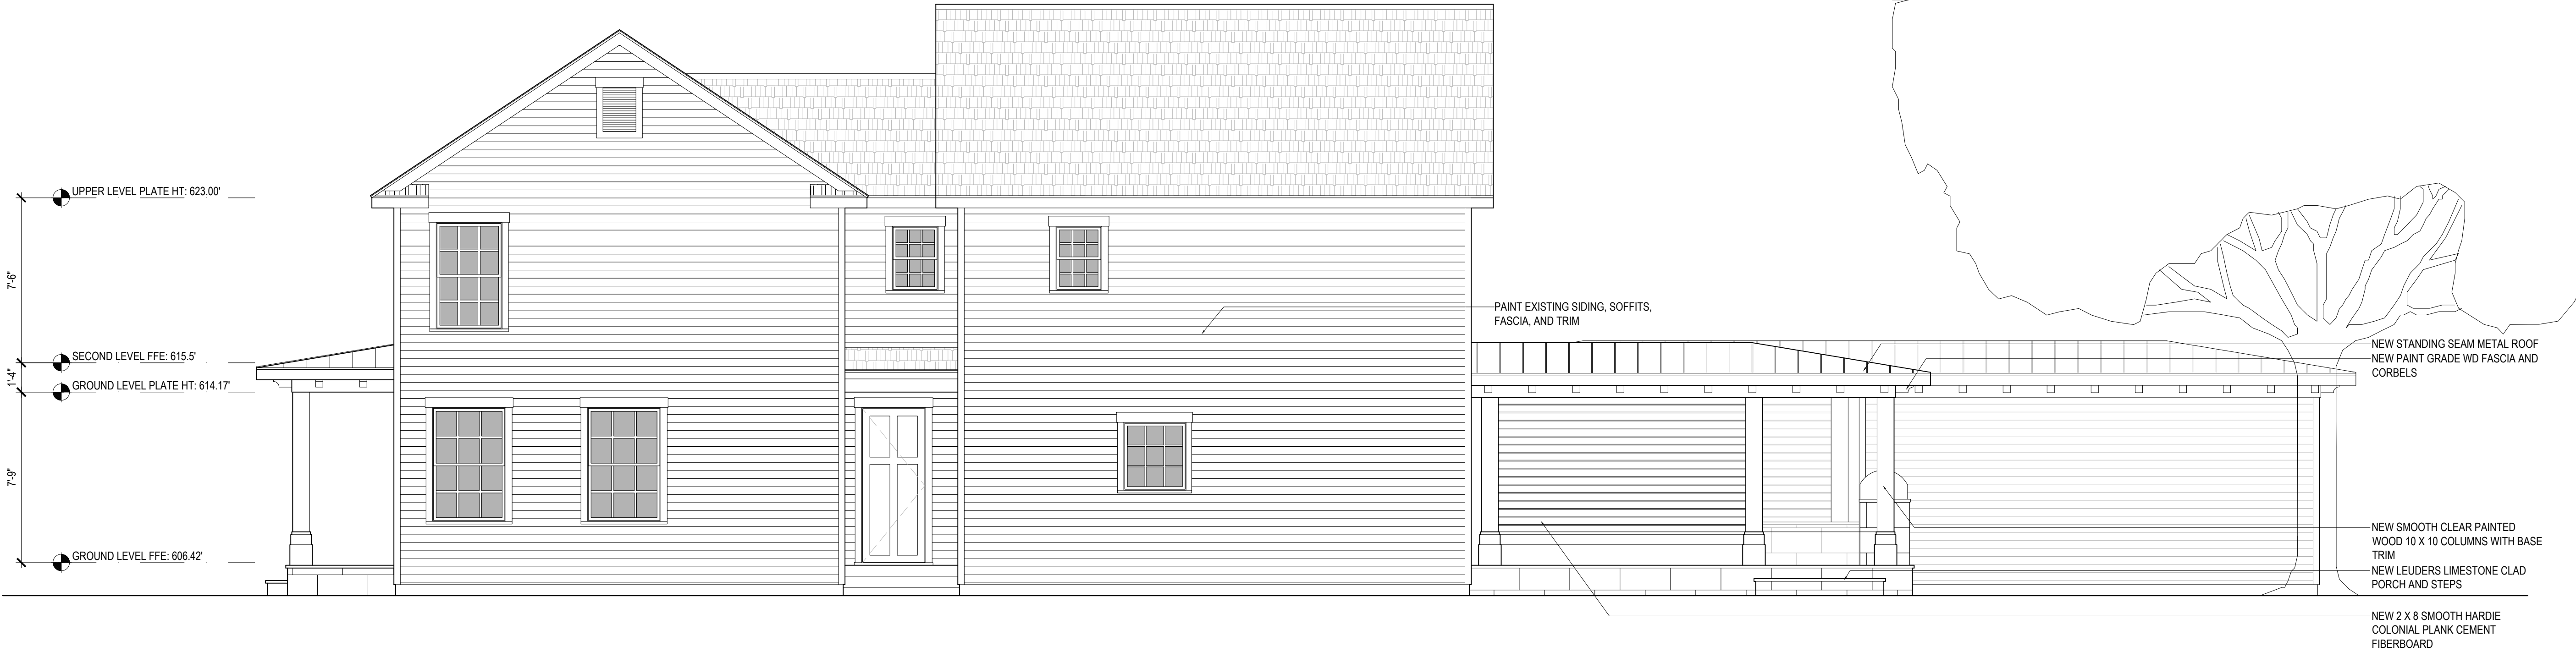 UPPER LEVEL PLATE HT: 623.00'
7'-6"
SECOND LEVEL FFE: 615.5'
1'-4"
GROUND LEVEL PLATE HT: 614.17'
7'-9"
GROUND LEVEL FFE: 606.42'
PAINT EXISTING SIDING, SOFFITS,
FASCIA, AND TRIM
NEW STANDING SEAM METAL ROOF
NEW PAINT GRADE WD FASCIA AND
CORBELS
NEW SMOOTH CLEAR PAINTED
WOOD 10 X 10 COLUMNS WITH BASE
TRIM
NEW LEUDERS LIMESTONE CLAD
PORCH AND STEPS
NEW 2 X 8 SMOOTH HARDIE
COLONIAL PLANK CEMENT
FIBERBOARD